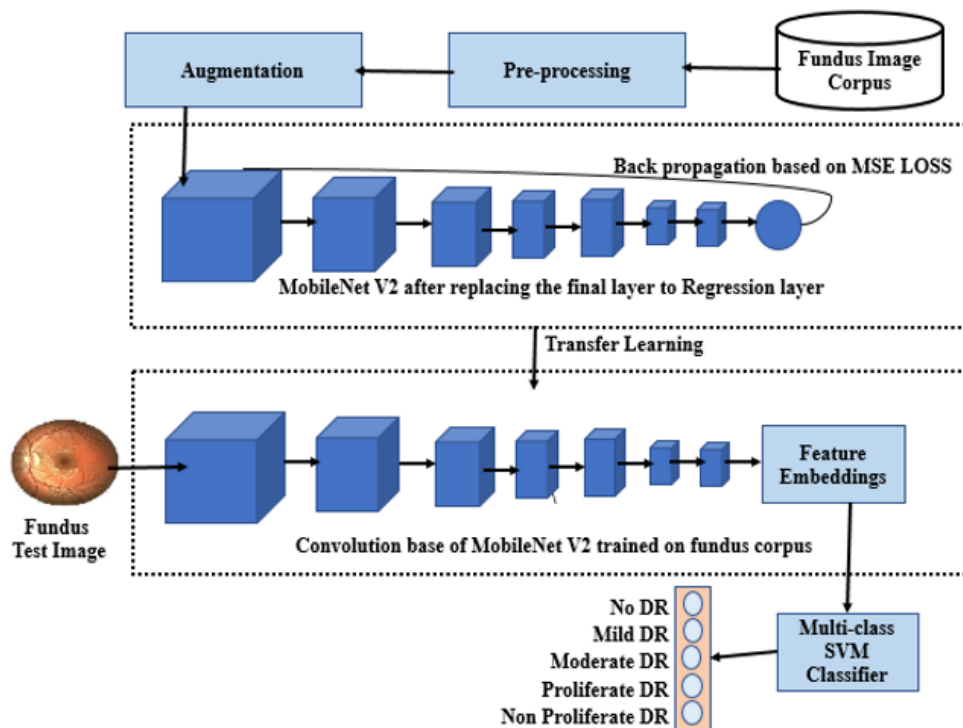 Augmentation
Pre-processing
Fundus Image
Corpus
Back propagation based on MSE LOSS
MobileNet V2 after replacing the final layer to Regression layer
Transfer Learning
Fundus
Test Image
Feature
Embeddings
Convolution base of MobileNet V2 trained on fundus corpus
No DR
Mild DR
Moderate DR
Proliferate DR
Non Proliferate DR
Multi-class
SVM
Classifier